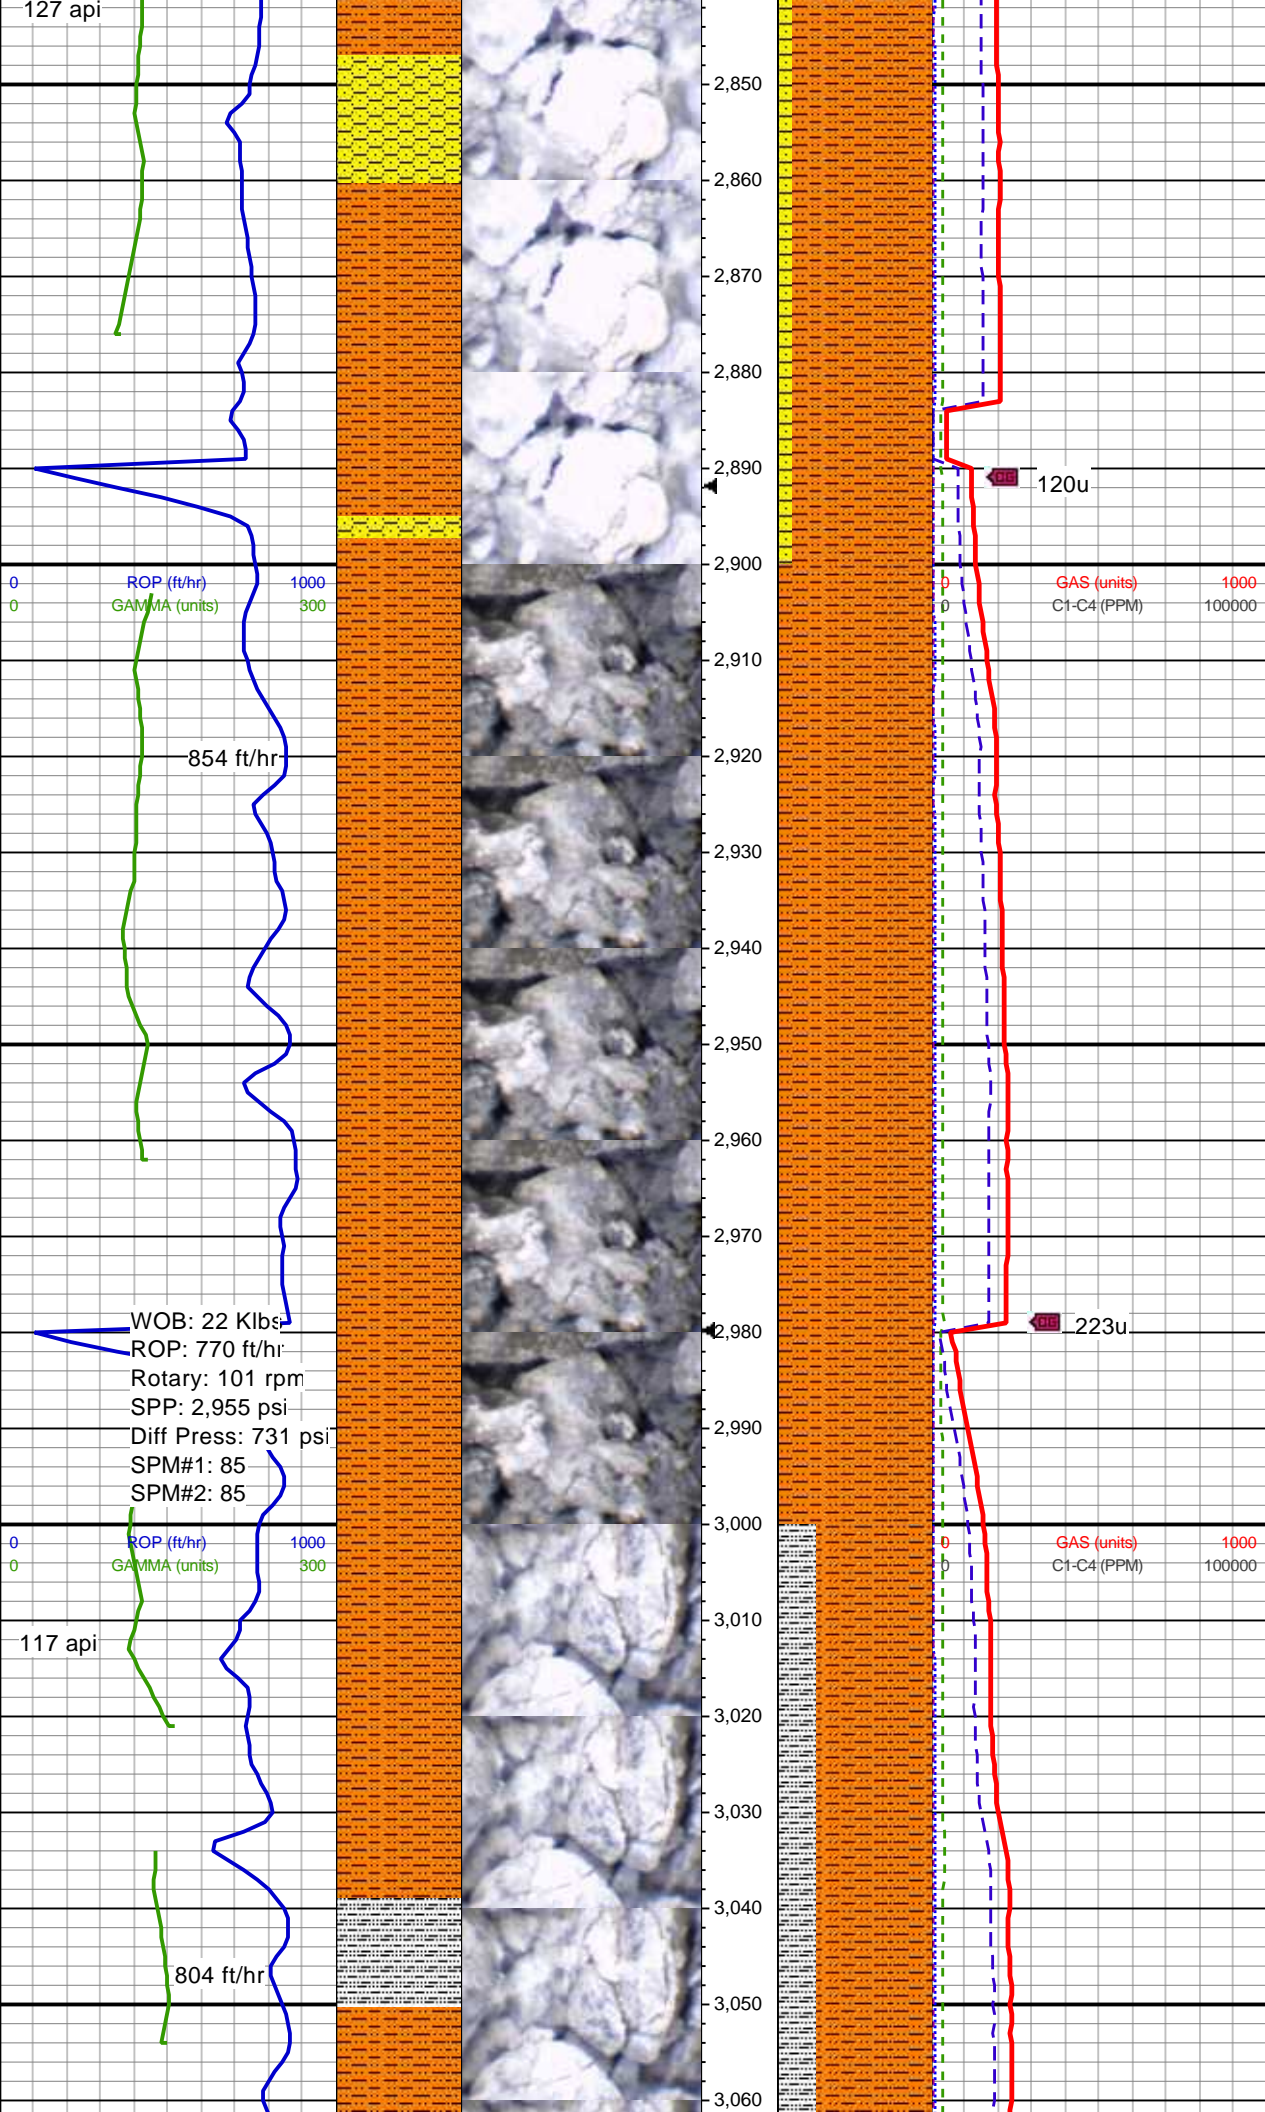 127 api
2,850
2,860
2,870
2,880
2,890
CG
120u
2,900
0 ROP (ft/hr) 1000
0 GAS (units) 1000
0 GAMMA (units) 300
0 C1-C4 (PPM) 100000
2,910
854 ft/hr
2,920
2,930
2,940
2,950
2,960
2,970
WOB: 22 Klbs
CG
223u
2,980
ROP: 770 ft/hr
Rotary: 101 rpm
SPP: 2,955 psi
2,990
Diff Press: 731 psi
SPM#1: 85
SPM#2: 85
3,000
0 ROP (ft/hr) 1000
0 GAS (units) 1000
0 GAMMA (units) 300
0 C1-C4 (PPM) 100000
3,010
117 api
3,020
3,030
3,040
804 ft/hr
3,050
3,060